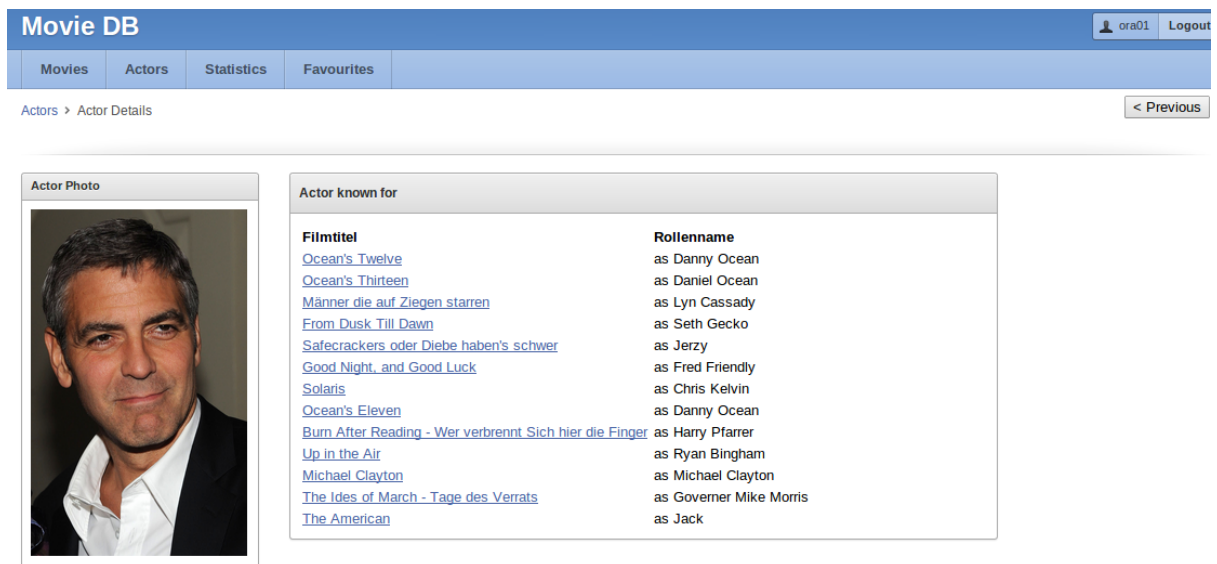 Movie DB
ora01 Logout
Movies Actors Statistics Favourites
Actors > Actor Details
< Previous
Actor Photo
Actor known for
Filmtitel Rollenname
Ocean's Twelve as Danny Ocean
Ocean's Thirteen as Daniel Ocean
Männer die auf Ziegen starren as Lyn Cassady
From Dusk Till Dawn as Seth Gecko
Safecrackers oder Diebe haben's schwer as Jerzy
Good Night, and Good Luck as Fred Friendly
Solaris as Chris Kelvin
Ocean's Eleven as Danny Ocean
Burn After Reading - Wer verbrennt Sich hier die Finger as Harry Pfarrer
Up in the Air as Ryan Bingham
Michael Clayton as Michael Clayton
The Ides of March - Tage des Verrats as Governer Mike Morris
The American as Jack